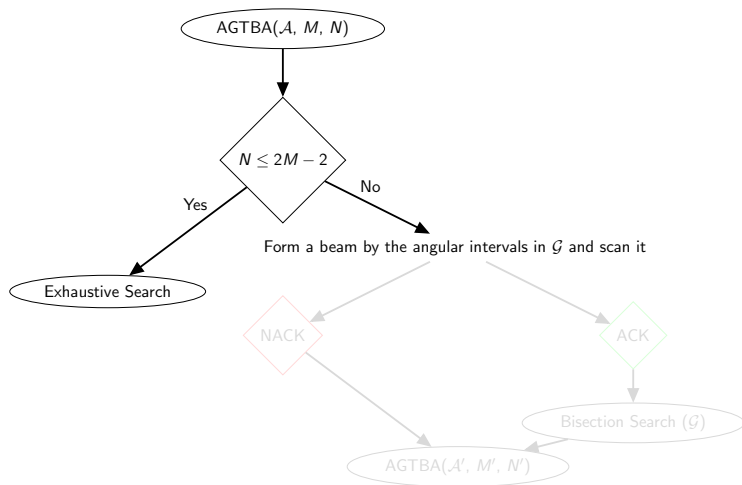 AGTBA(𝒜, M, N)
N ≤ 2M − 2
Yes
No
Form a beam by the angular intervals in 𝒢 and scan it
Exhaustive Search
NACK
ACK
Bisection Search (𝒢)
AGTBA(𝒜′, M′, N′)